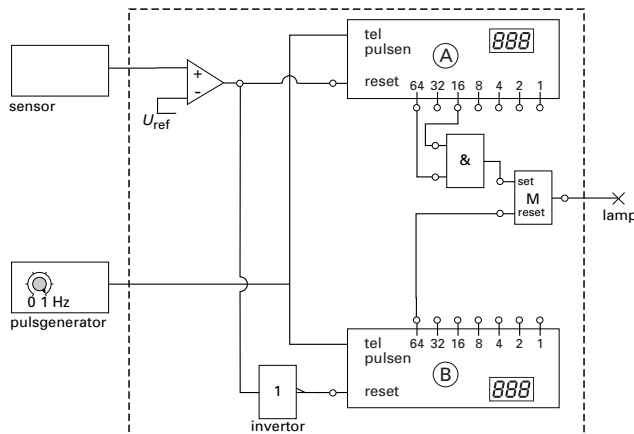 tel
pulsen
A
888
reset
64 32 16 8 4 2 1
+
-
sensor
Uref
&
set
M
reset
lamp
0 1 Hz
pulsgenerator
64 32 16 8 4 2 1
tel
pulsen
B
reset
888
1
invertor